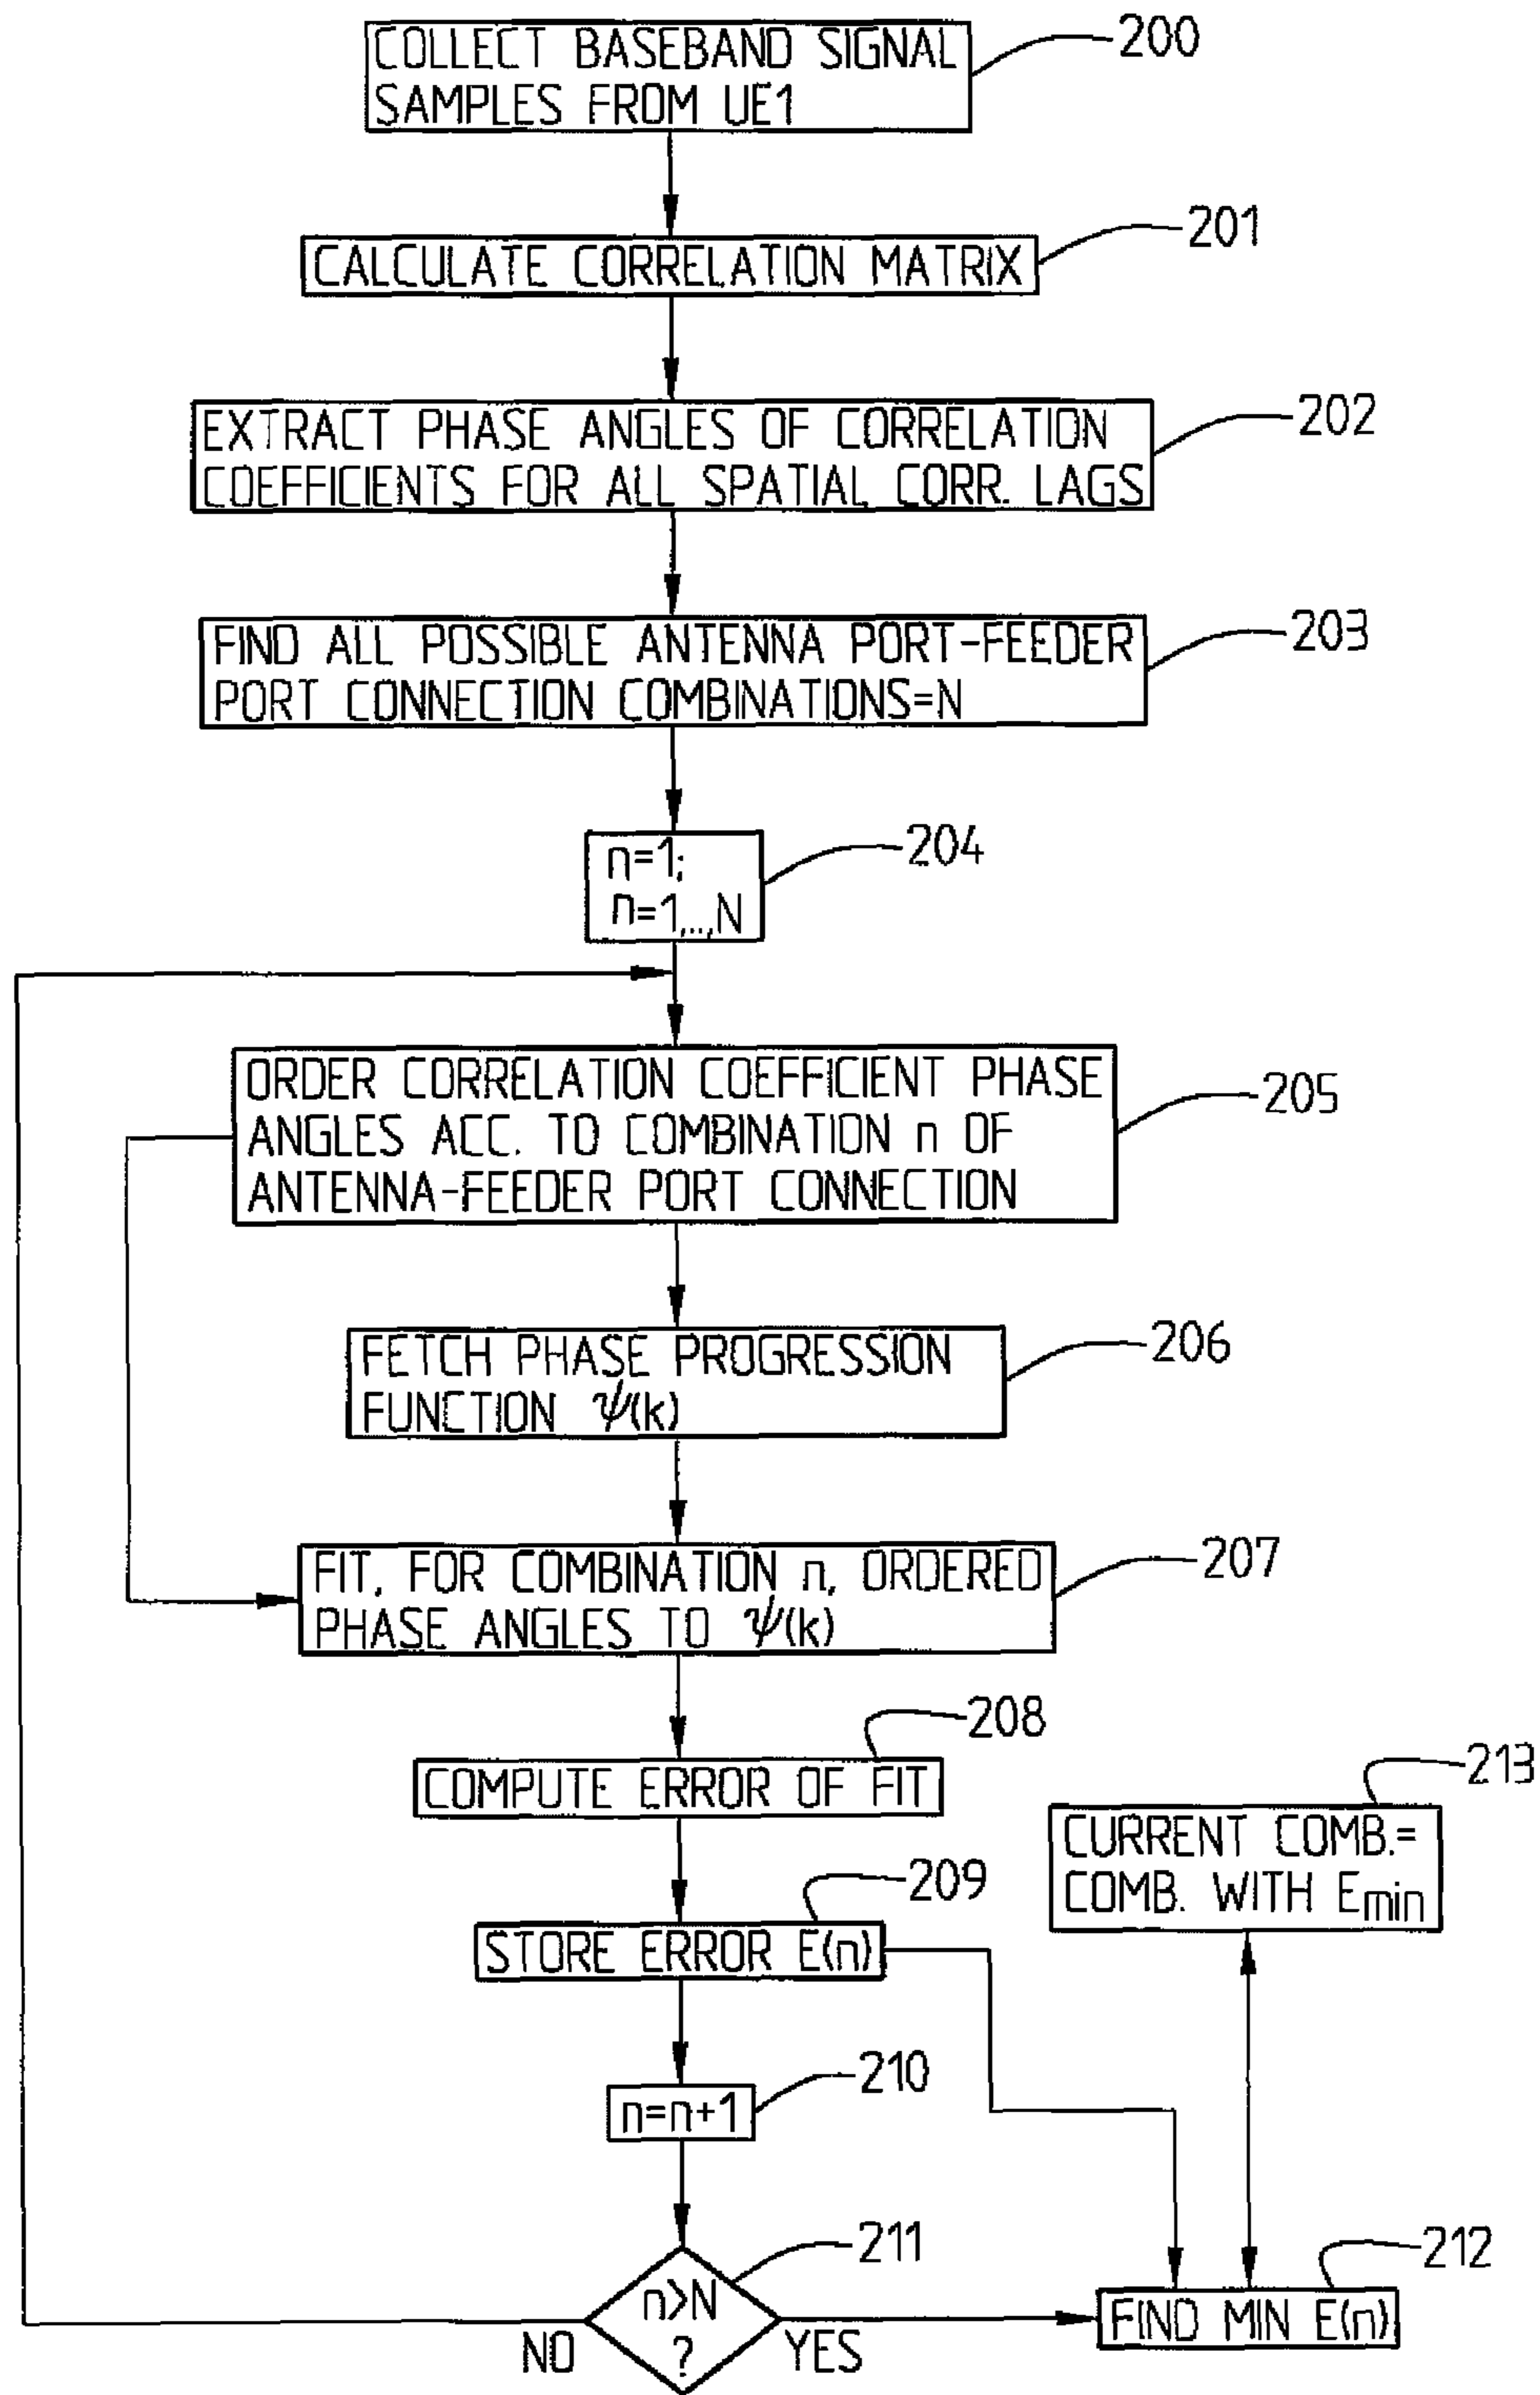 COLLECT BASEBAND SIGNAL
SAMPLES FROM UE1
200
CALCULATE CORRELATION MATRIX
201
EXTRACT PHASE ANGLES OF CORRELATION
COEFFICIENTS FOR ALL SPATIAL CORR. LAGS
202
FIND ALL POSSIBLE ANTENNA PORT-FEEDER
PORT CONNECTION COMBINATIONS=N
203
n=1;
n=1,..,N
204
ORDER CORRELATION COEFFICIENT PHASE
ANGLES ACC. TO COMBINATION n OF
ANTENNA-FEEDER PORT CONNECTION
205
FETCH PHASE PROGRESSION
FUNCTION ψ(k)
206
FIT, FOR COMBINATION n, ORDERED
PHASE ANGLES TO ψ(k)
207
COMPUTE ERROR OF FIT
208
STORE ERROR E(n)
209
n=n+1
210
n>N
?
211
NO
YES
FIND MIN E(n)
212
CURRENT COMB.=
COMB. WITH Emin
213